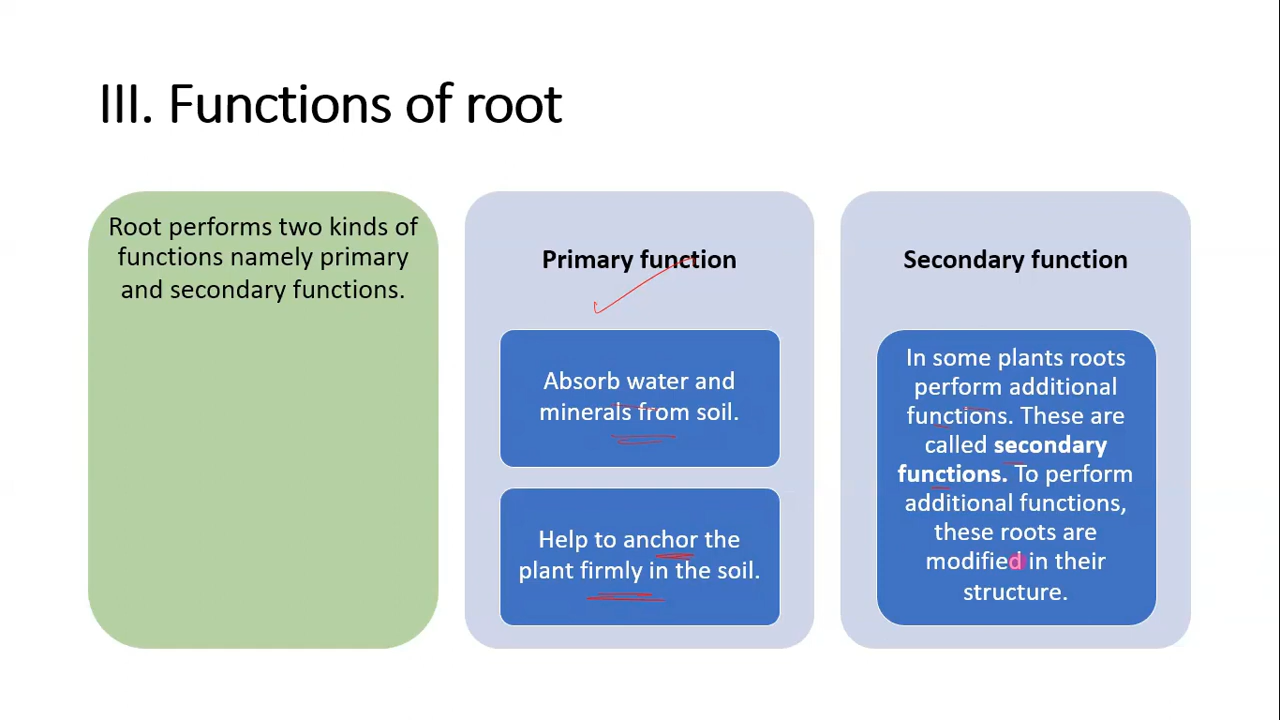 III. Functions of root
Root performs two kinds of
functions namely primary
and secondary functions.
Primary function
Absorb water and
minerals from soil.
Help to anchor the
plant firmly in the soil.
Secondary function
In some plants roots
perform additional
functions. These are
called secondary
functions. To perform
additional functions,
these roots are
modified in their
structure.